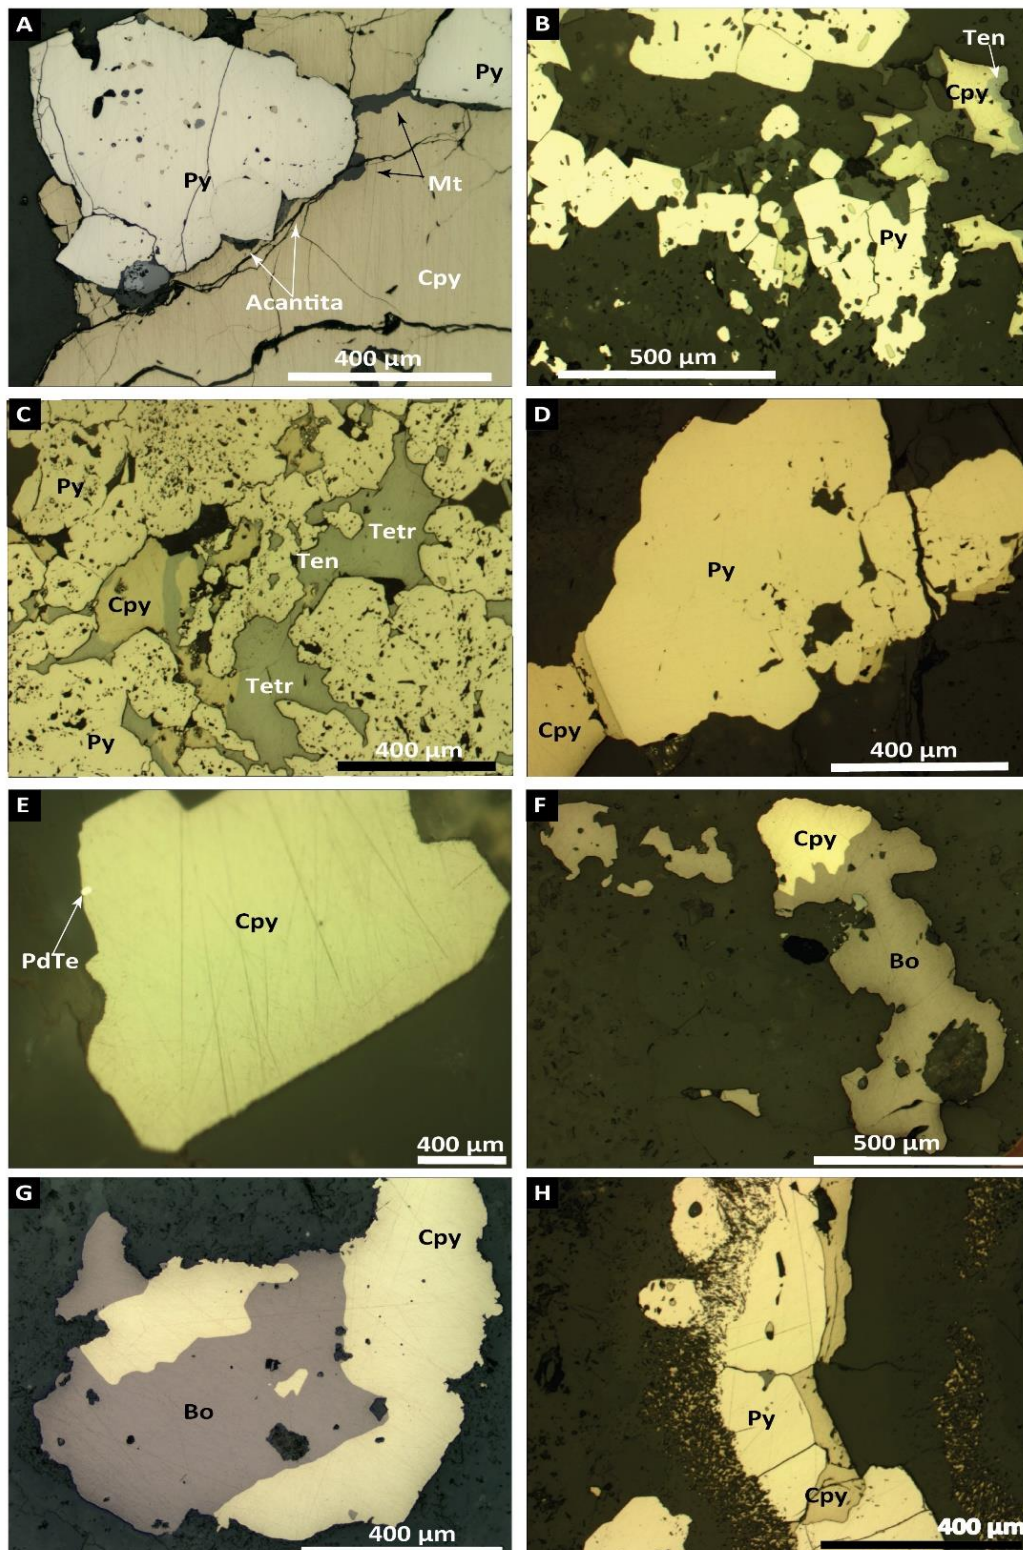 A
Py
Py
Mt
Acantita
Cpy
400 µm
B
Ten
Cpy
Py
500 µm
C
Py
Tetr
Ten
Cpy
Tetr
Py
400 µm
D
Py
Cpy
400 µm
E
Cpy
PdTe
400 µm
F
Cpy
Bo
500 µm
G
Cpy
Bo
400 µm
H
Py
Cpy
400 µm